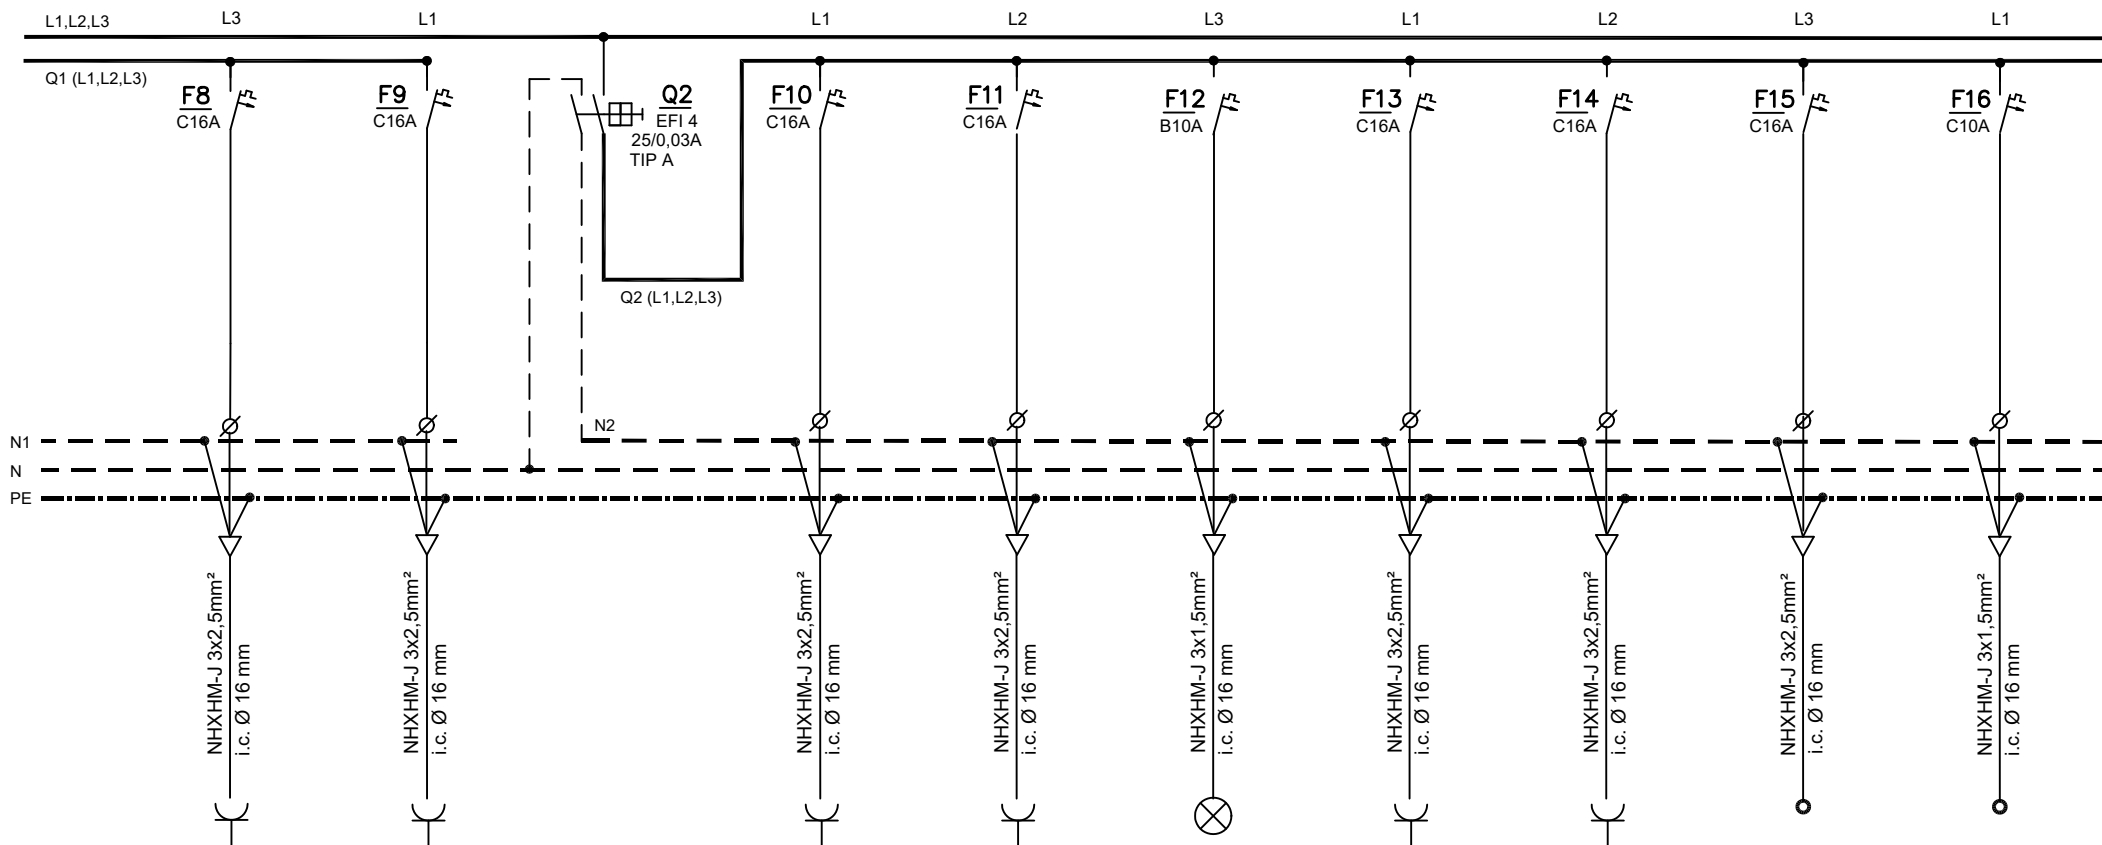 L1,L2,L3
L3
L1
L1
L2
L3
L1
L2
L3
L1
Q1 (L1,L2,L3)
F8
C16A
F9
C16A
Q2
EFI 4
25/0,03A
TIP A
F10
C16A
F11
C16A
F12
B10A
F13
C16A
F14
C16A
F15
C16A
F16
C10A
Q2 (L1,L2,L3)
N1
N2
N
PE
NHXHM-J 3x2,5mm²
i.c. Ø 16 mm
NHXHM-J 3x2,5mm²
i.c. Ø 16 mm
NHXHM-J 3x2,5mm²
i.c. Ø 16 mm
NHXHM-J 3x2,5mm²
i.c. Ø 16 mm
NHXHM-J 3x1,5mm²
i.c. Ø 16 mm
NHXHM-J 3x2,5mm²
i.c. Ø 16 mm
NHXHM-J 3x2,5mm²
i.c. Ø 16 mm
NHXHM-J 3x2,5mm²
i.c. Ø 16 mm
NHXHM-J 3x1,5mm²
i.c. Ø 16 mm